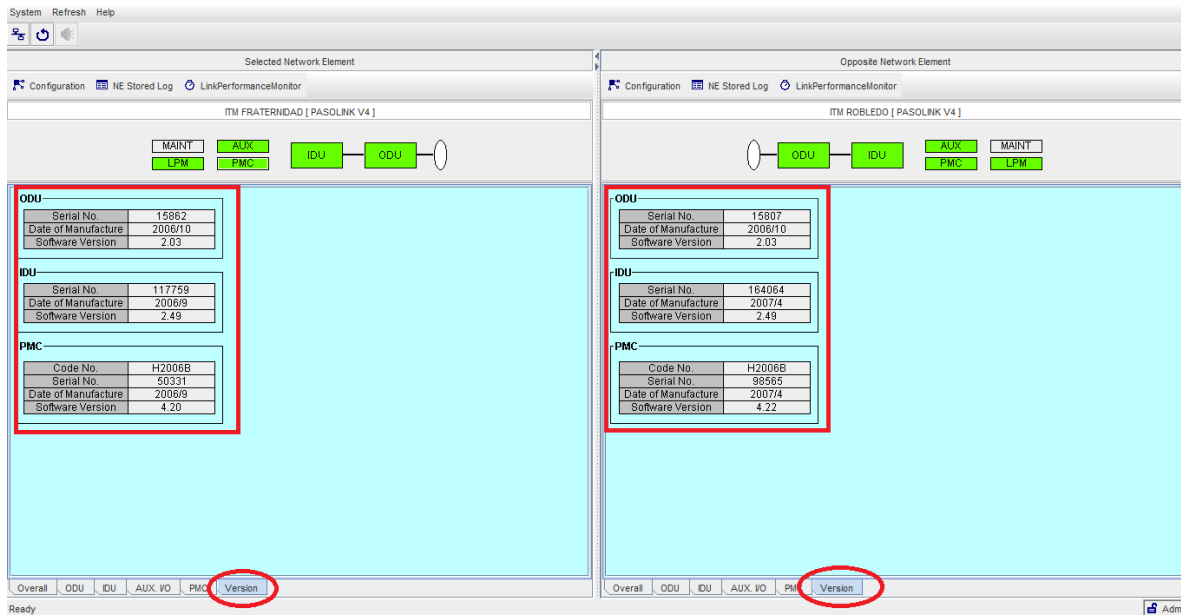 System Refresh Help
Selected Network Element
Configuration NE Stored Log LinkPerformanceMonitor
ITM FRATERNIDAD [ PASOLINK V4 ]
MAINT AUX
LPM PMC
IDU ODU
ODU
Serial No. 15862
Date of Manufacture 2006/10
Software Version 2.03
IDU
Serial No. 117759
Date of Manufacture 2006/9
Software Version 2.49
PMC
Code No. H2006B
Serial No. 50331
Date of Manufacture 2006/9
Software Version 4.20
Overall ODU IDU AUX. I/O PMC Version
Opposite Network Element
Configuration NE Stored Log LinkPerformanceMonitor
ITM ROBLEDO [ PASOLINK V4 ]
ODU IDU
AUX MAINT
PMC LPM
ODU
Serial No. 15807
Date of Manufacture 2006/10
Software Version 2.03
IDU
Serial No. 164064
Date of Manufacture 2007/4
Software Version 2.49
PMC
Code No. H2006B
Serial No. 98565
Date of Manufacture 2007/4
Software Version 4.22
Overall ODU IDU AUX. I/O Version
Ready